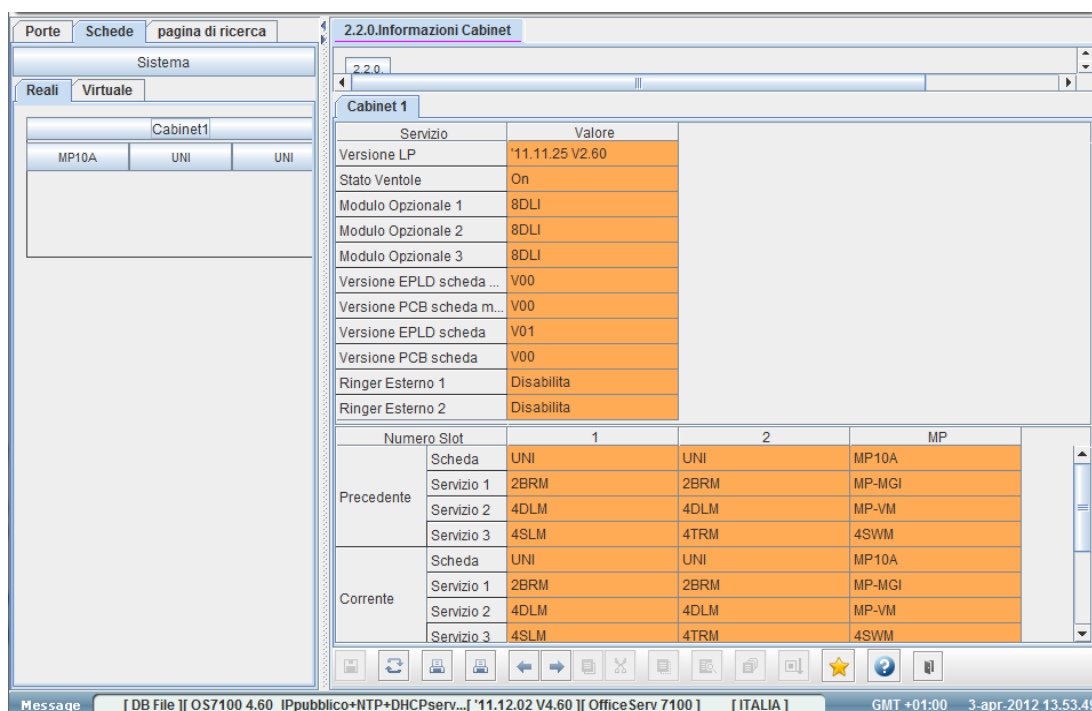 Porte Schede pagina di ricerca
Sistema
Reali Virtuale
Cabinet1
MP10A UNI UNI
2.2.0.Informazioni Cabinet
2.2.0.
Cabinet 1
Servizio Valore
Versione LP '11.11.25 V2.60
Stato Ventole On
Modulo Opzionale 1 8DLI
Modulo Opzionale 2 8DLI
Modulo Opzionale 3 8DLI
Versione EPLD scheda ... V00
Versione PCB scheda m... V00
Versione EPLD scheda V01
Versione PCB scheda V00
Ringer Esterno 1 Disabilita
Ringer Esterno 2 Disabilita
Numero Slot 1 2 MP
Precedente
Scheda UNI UNI MP10A
Servizio 1 2BRM 2BRM MP-MGI
Servizio 2 4DLM 4DLM MP-VM
Servizio 3 4SLM 4TRM 4SWM
Corrente
Scheda UNI UNI MP10A
Servizio 1 2BRM 2BRM MP-MGI
Servizio 2 4DLM 4DLM MP-VM
Servizio 3 4SLM 4TRM 4SWM
Message [ DB File ][ OS7100 4.60_IPpubblico+NTP+DHCPserv...[ '11.12.02 V4.60 ][ OfficeServ 7100 ] [ ITALIA ] GMT +01:00 3-apr-2012 13.53.4